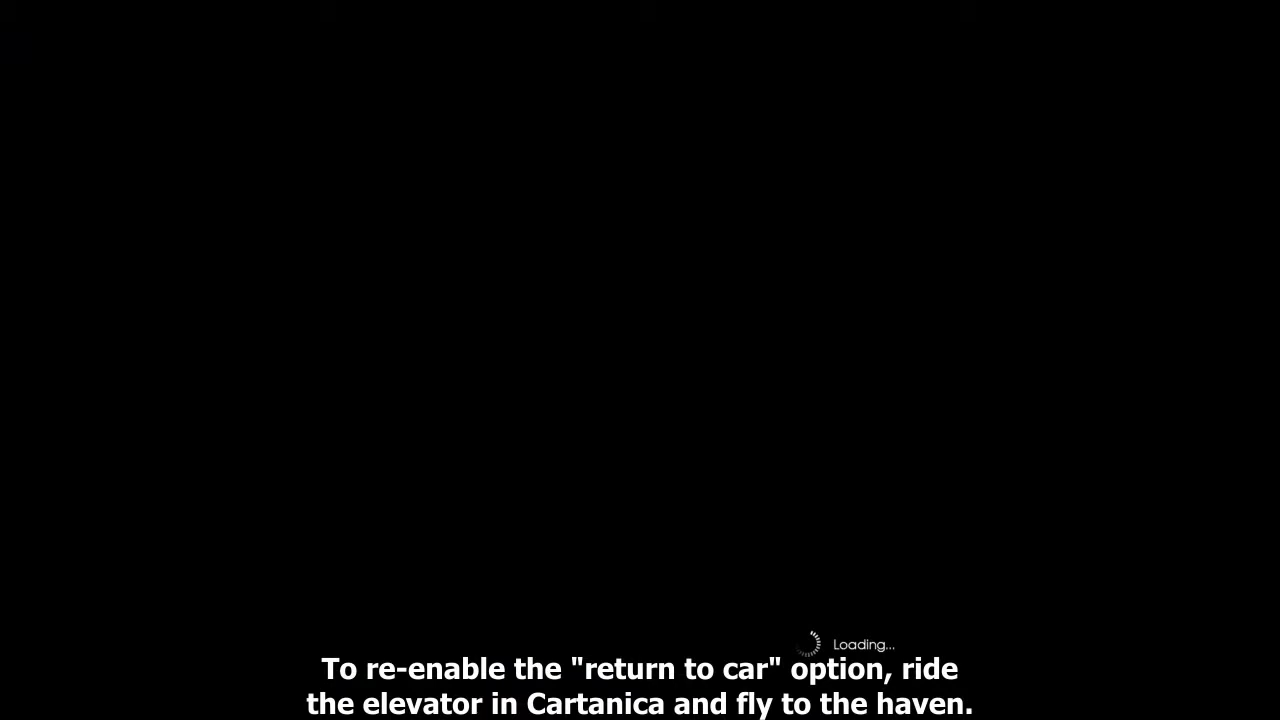 Loading...
To re-enable the "return to car" option, ride
the elevator in Cartanica and fly to the haven.